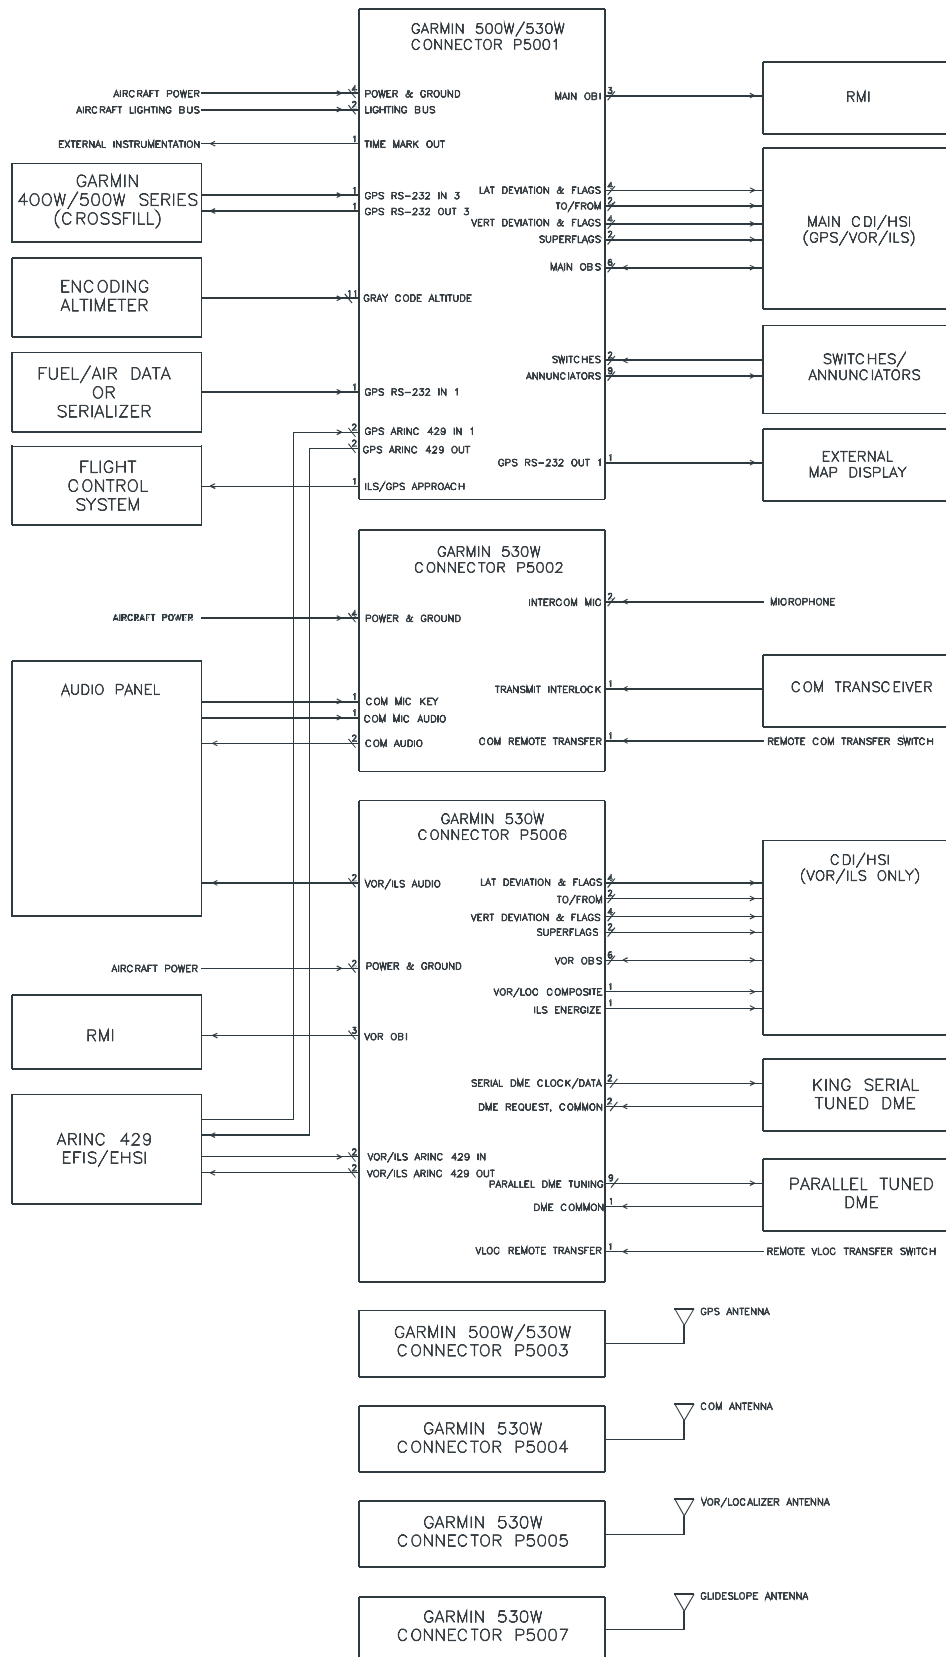 GARMIN 500W/530W
CONNECTOR P5001
AIRCRAFT POWER
4
POWER & GROUND
AIRCRAFT LIGHTING BUS
2
LIGHTING BUS
MAIN OBI
3
RMI
EXTERNAL INSTRUMENTATION
1
TIME MARK OUT
GARMIN
400W/500W SERIES
(CROSSFILL)
1
GPS RS-232 IN 3
1
GPS RS-232 OUT 3
LAT DEVIATION & FLAGS
4
TO/FROM
2
VERT DEVIATION & FLAGS
4
SUPERFLAGS
2
MAIN OBS
6
MAIN CDI/HSI
(GPS/VOR/ILS)
ENCODING
ALTIMETER
11
GRAY CODE ALTITUDE
FUEL/AIR DATA
OR
SERIALIZER
1
GPS RS-232 IN 1
SWITCHES
2
ANNUNCIATORS
9
SWITCHES/
ANNUNCIATORS
2
GPS ARINC 429 IN 1
2
GPS ARINC 429 OUT
FLIGHT
CONTROL
SYSTEM
1
ILS/GPS APPROACH
GPS RS-232 OUT 1
1
EXTERNAL
MAP DISPLAY
GARMIN 530W
CONNECTOR P5002
INTERCOM MIC
2
MICROPHONE
AIRCRAFT POWER
4
POWER & GROUND
AUDIO PANEL
1
COM MIC KEY
1
COM MIC AUDIO
2
COM AUDIO
TRANSMIT INTERLOCK
1
COM TRANSCEIVER
COM REMOTE TRANSFER
1
REMOTE COM TRANSFER SWITCH
GARMIN 530W
CONNECTOR P5006
2
VOR/ILS AUDIO
LAT DEVIATION & FLAGS
4
TO/FROM
2
VERT DEVIATION & FLAGS
4
SUPERFLAGS
2
VOR OBS
6
VOR/LOC COMPOSITE
1
ILS ENERGIZE
1
CDI/HSI
(VOR/ILS ONLY)
AIRCRAFT POWER
2
POWER & GROUND
RMI
3
VOR OBI
SERIAL DME CLOCK/DATA
2
DME REQUEST, COMMON
2
KING SERIAL
TUNED DME
ARINC 429
EFIS/EHSI
2
VOR/ILS ARINC 429 IN
2
VOR/ILS ARINC 429 OUT
PARALLEL DME TUNING
9
DME COMMON
1
PARALLEL TUNED
DME
VLOC REMOTE TRANSFER
1
REMOTE VLOC TRANSFER SWITCH
GARMIN 500W/530W
CONNECTOR P5003
GPS ANTENNA
GARMIN 530W
CONNECTOR P5004
COM ANTENNA
GARMIN 530W
CONNECTOR P5005
VOR/LOCALIZER ANTENNA
GARMIN 530W
CONNECTOR P5007
GLIDESLOPE ANTENNA